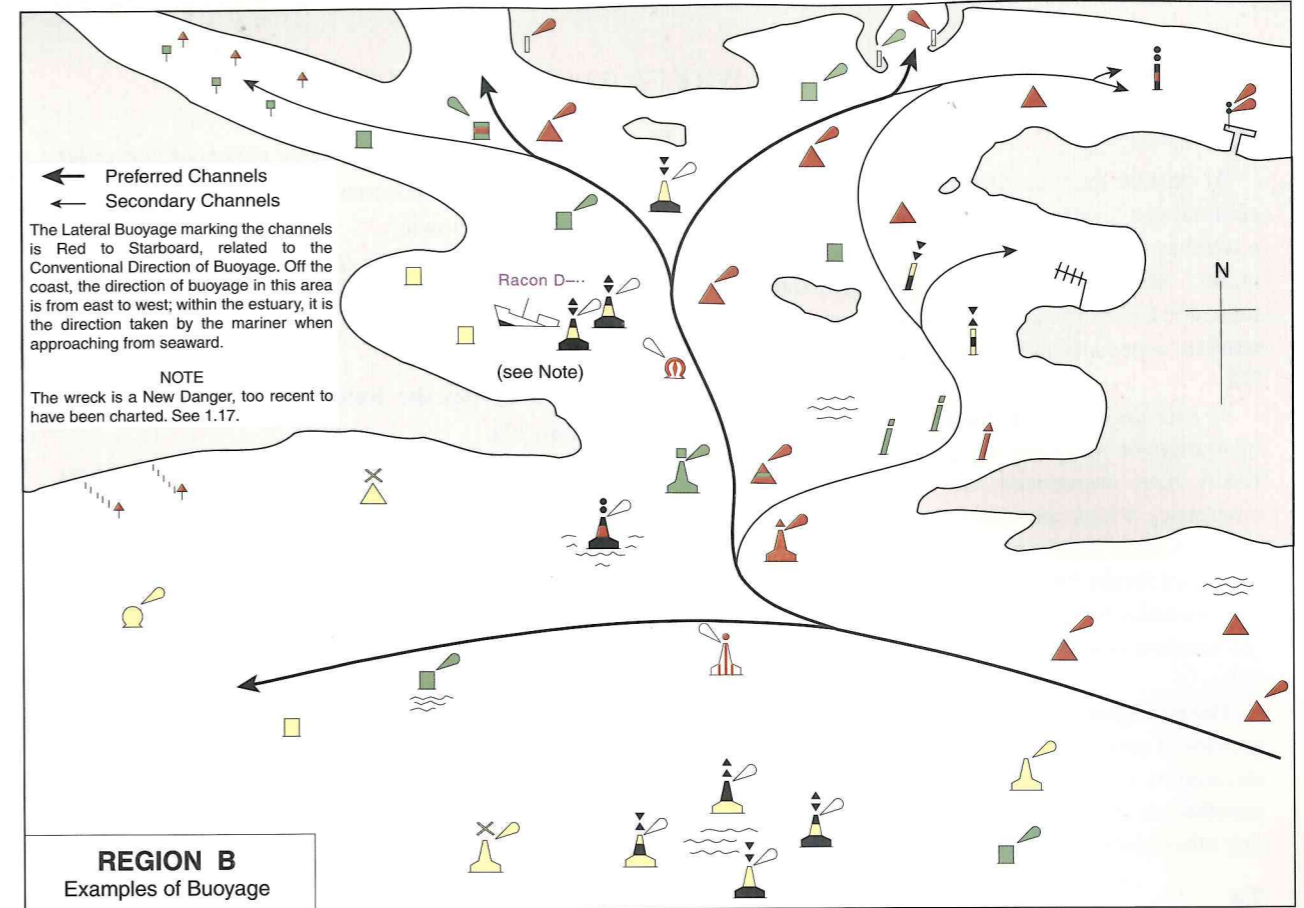 Preferred Channels
Secondary Channels
The Lateral Buoyage marking the channels
is Red to Starboard, related to the
Conventional Direction of Buoyage. Off the
coast, the direction of buoyage in this area
is from east to west; within the estuary, it is
the direction taken by the mariner when
approaching from seaward.
NOTE
The wreck is a New Danger, too recent to
have been charted. See 1.17.
Racon D–··
(see Note)
N
REGION B
Examples of Buoyage